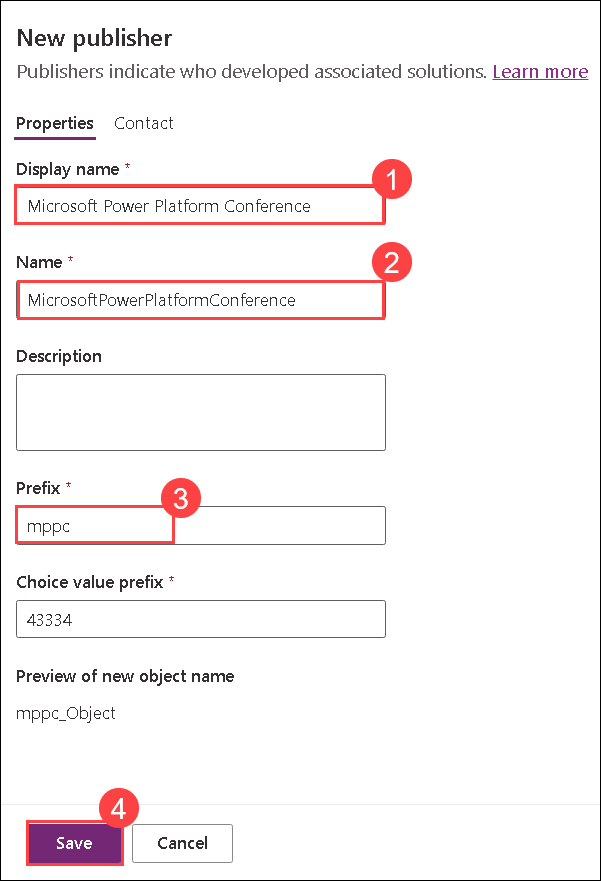 New publisher
Publishers indicate who developed associated solutions. Learn more
Properties Contact
Display name *
1
Microsoft Power Platform Conference
Name *
2
MicrosoftPowerPlatformConference
Description
Prefix *
3
mppc
Choice value prefix *
43334
Preview of new object name
mppc_Object
4
Save Cancel